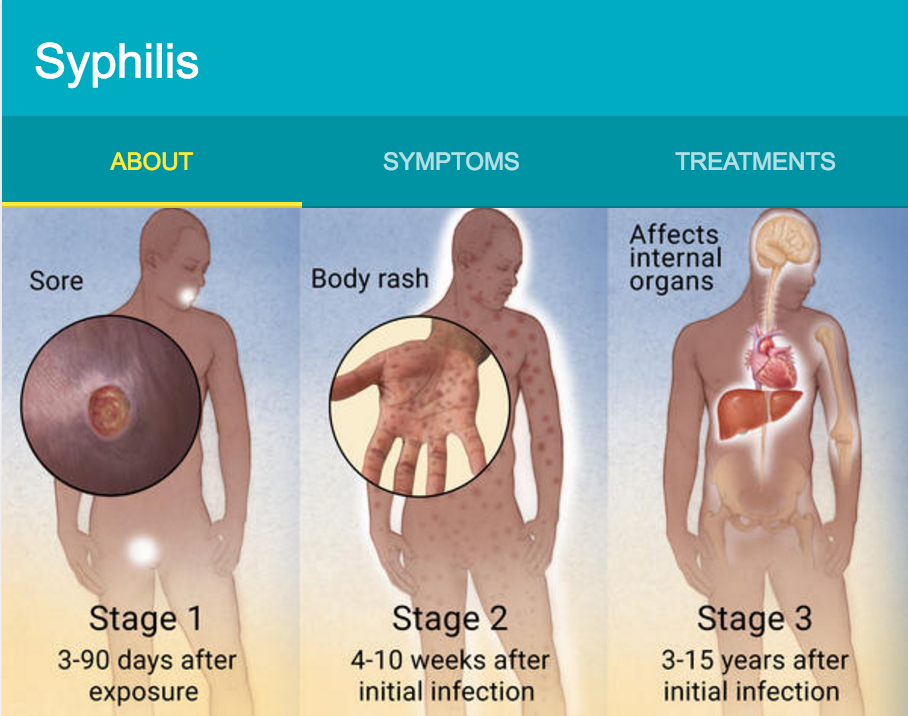 Syphilis
ABOUT
SYMPTOMS
TREATMENTS
Sore
Body rash
Affects
internal
organs
Stage 1
3-90 days after
exposure
Stage 2
4-10 weeks after
initial infection
Stage 3
3-15 years after
initial infection